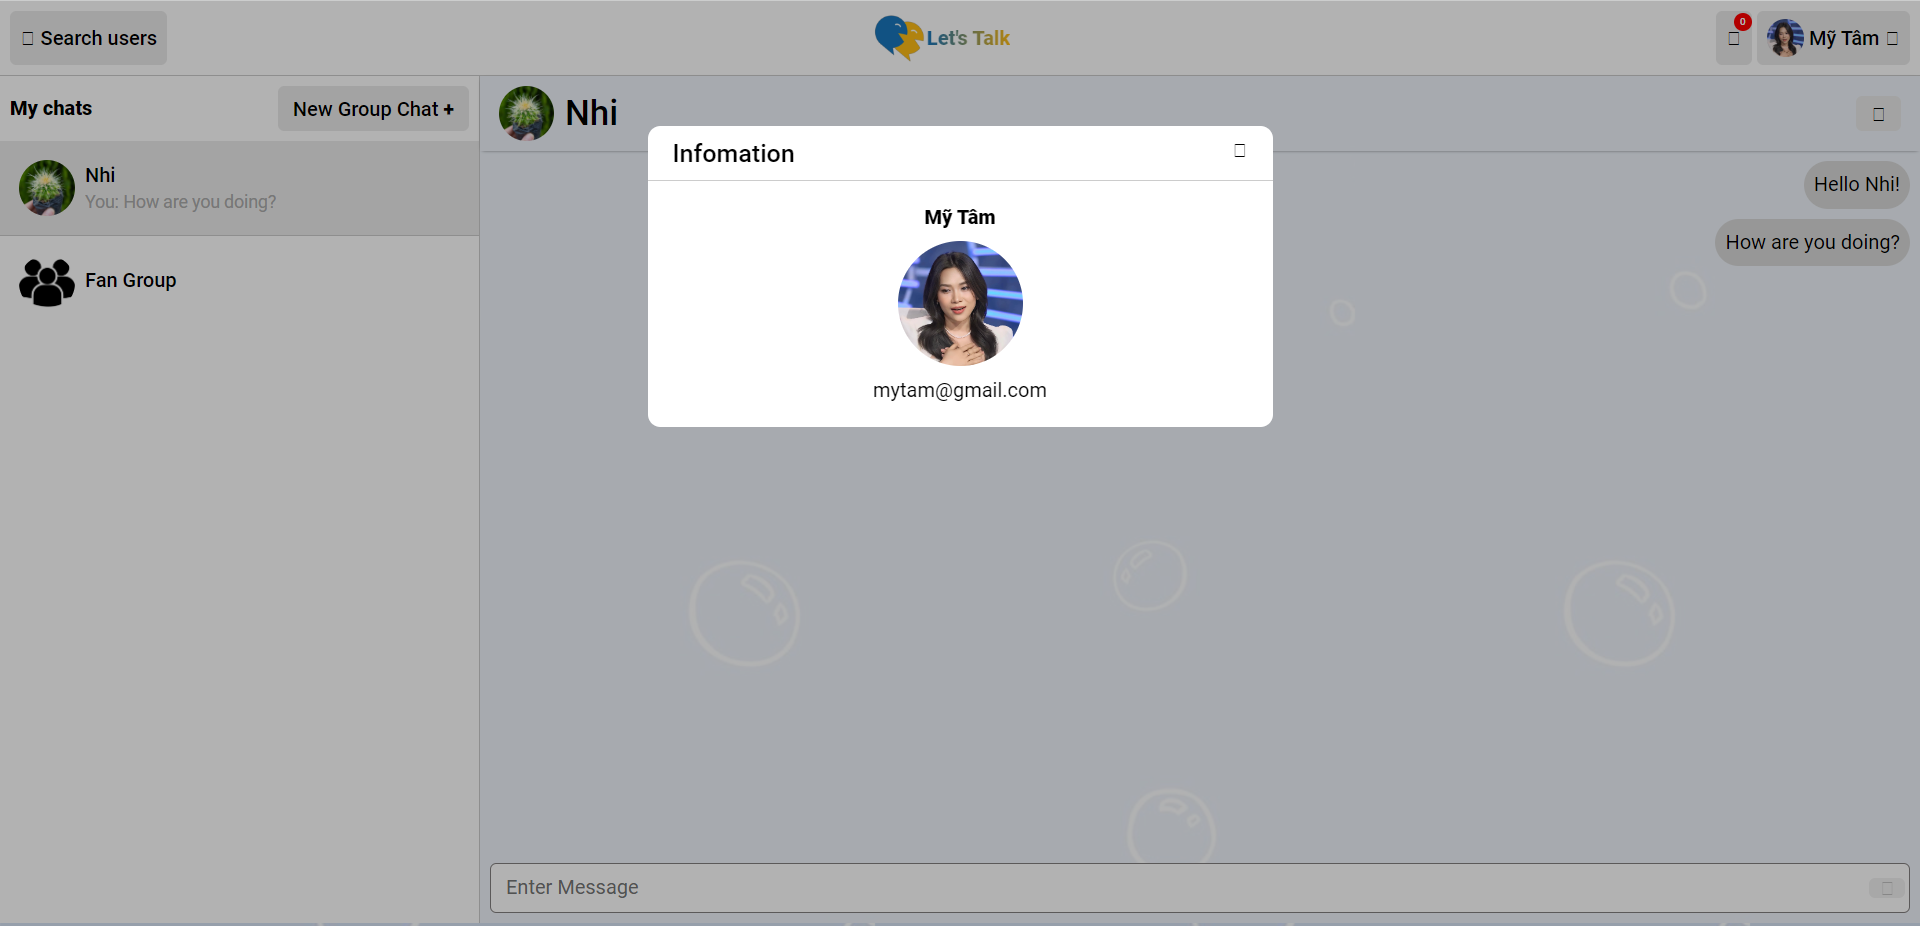 Search users
Let's Talk
0
Mỹ Tâm
My chats
New Group Chat +
Nhi
You: How are you doing?
Fan Group
Nhi
Infomation
Mỹ Tâm
mytam@gmail.com
Hello Nhi!
How are you doing?
Enter Message